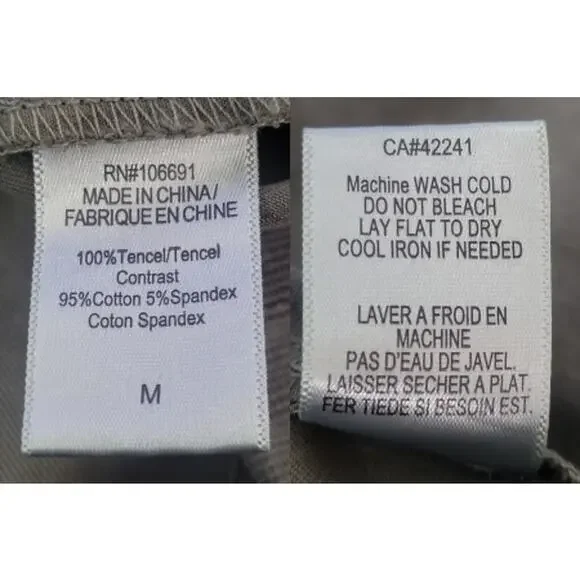 RN#106691
MADE IN CHINA/
FABRIQUE EN CHINE
100%Tencel/Tencel
Contrast
95%Cotton 5%Spandex
Coton Spandex
M
CA#42241
Machine WASH COLD
DO NOT BLEACH
LAY FLAT TO DRY
COOL IRON IF NEEDED
LAVER A FROID EN
MACHINE
PAS D'EAU DE JAVEL.
LAISSER SECHER A PLAT.
FER TIEDE SI BESOIN EST.